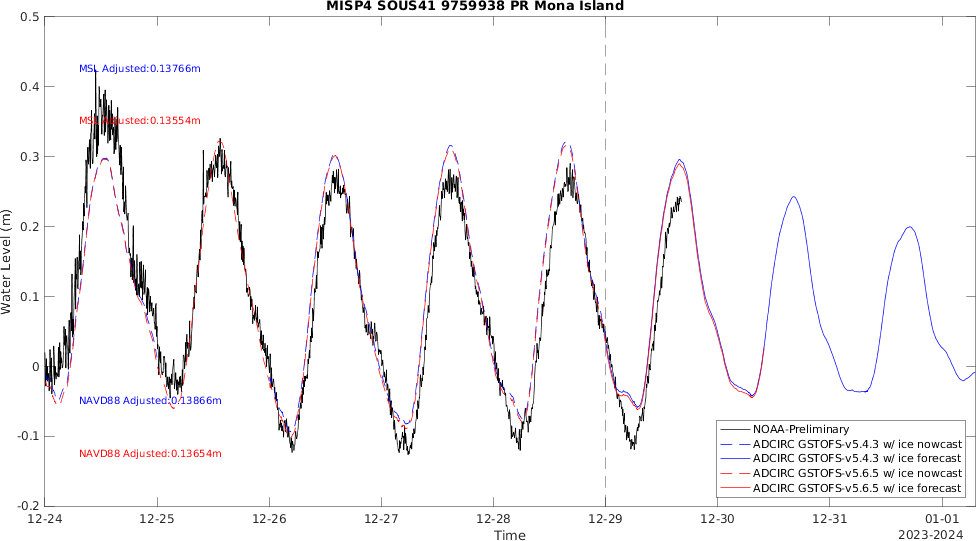 MISP4 SOUS41 9759938 PR Mona Island
0.5
0.4
0.3
0.2
0.1
0
-0.1
-0.2
Water Level (m)
MSL Adjusted:0.13766m
MSL Adjusted:0.13554m
NAVD88 Adjusted:0.13866m
NAVD88 Adjusted:0.13654m
NOAA-Preliminary
ADCIRC GSTOFS-v5.4.3 w/ ice nowcast
ADCIRC GSTOFS-v5.4.3 w/ ice forecast
ADCIRC GSTOFS-v5.6.5 w/ ice nowcast
ADCIRC GSTOFS-v5.6.5 w/ ice forecast
12-24 12-25 12-26 12-27 12-28 12-29 12-30 12-31 01-01
Time
2023-2024